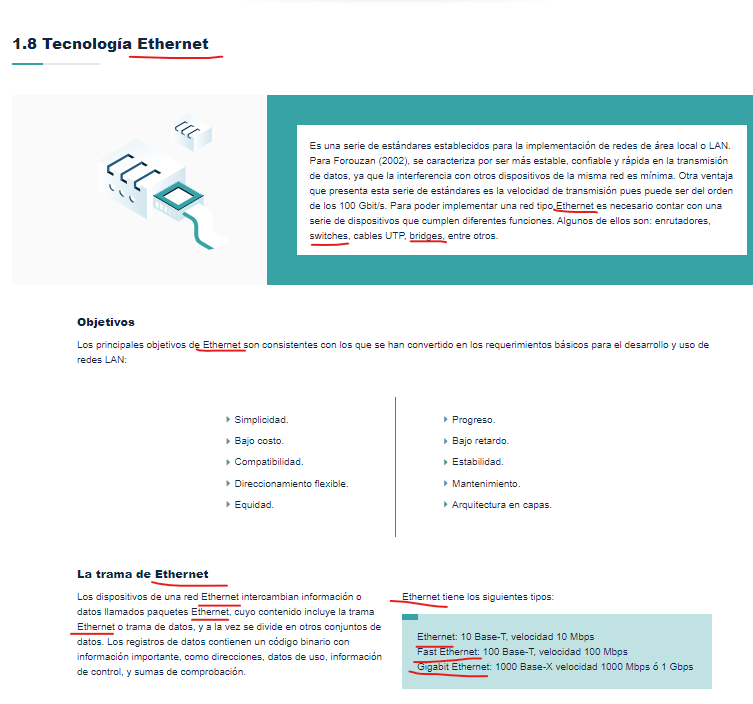 1.8 Tecnología Ethernet
Es una serie de estándares establecidos para la implementación de redes de área local o LAN.
Para Forouzan (2002), se caracteriza por ser más estable, confiable y rápida en la transmisión
de datos, ya que la interferencia con otros dispositivos de la misma red es mínima. Otra ventaja
que presenta esta serie de estándares es la velocidad de transmisión pues puede ser del orden
de los 100 Gbit/s. Para poder implementar una red tipo Ethernet es necesario contar con una
serie de dispositivos que cumplen diferentes funciones. Algunos de ellos son: enrutadores,
switches, cables UTP, bridges, entre otros.
Objetivos
Los principales objetivos de Ethernet son consistentes con los que se han convertido en los requerimientos básicos para el desarrollo y uso de
redes LAN:
Simplicidad.
Bajo costo.
Compatibilidad.
Direccionamiento flexible.
Equidad.
Progreso.
Bajo retardo.
Estabilidad.
Mantenimiento.
Arquitectura en capas.
La trama de Ethernet
Los dispositivos de una red Ethernet intercambian información o
datos llamados paquetes Ethernet, cuyo contenido incluye la trama
Ethernet o trama de datos, y a la vez se divide en otros conjuntos de
datos. Los registros de datos contienen un código binario con
información importante, como direcciones, datos de uso, información
de control, y sumas de comprobación.
Ethernet tiene los siguientes tipos:
Ethernet: 10 Base-T, velocidad 10 Mbps
Fast Ethernet: 100 Base-T, velocidad 100 Mbps
Gigabit Ethernet: 1000 Base-X velocidad 1000 Mbps ó 1 Gbps